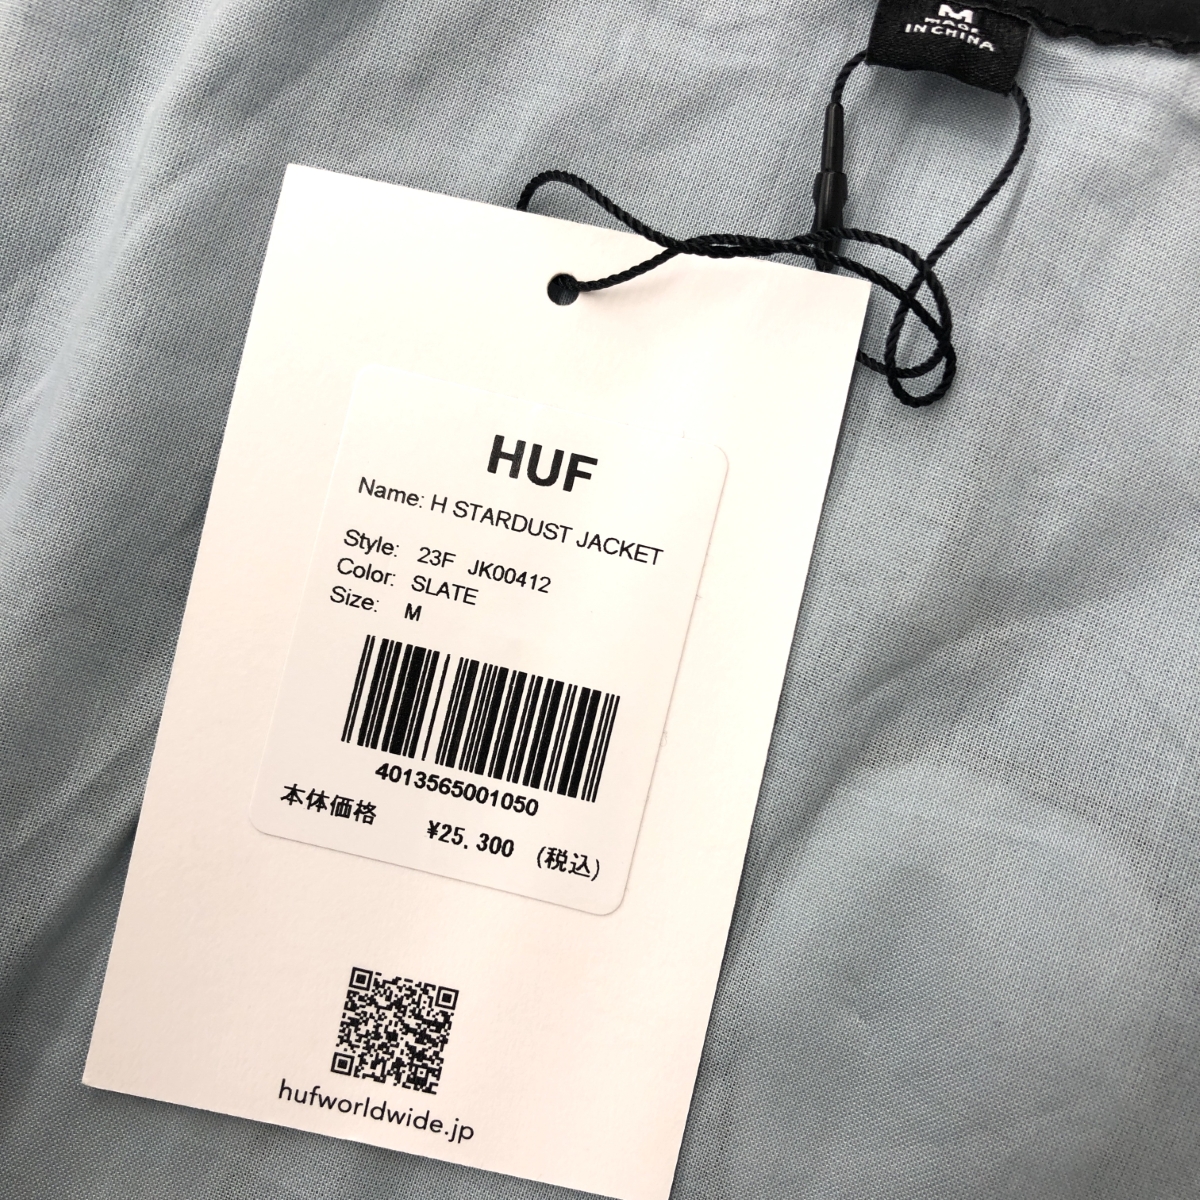 M
MADE
IN CHINA
HUF
Name: H STARDUST JACKET
Style: 23F JK00412
Color: SLATE
Size: M
4013565001050
本体価格 ¥25,300 (税込)
hufworldwide.jp